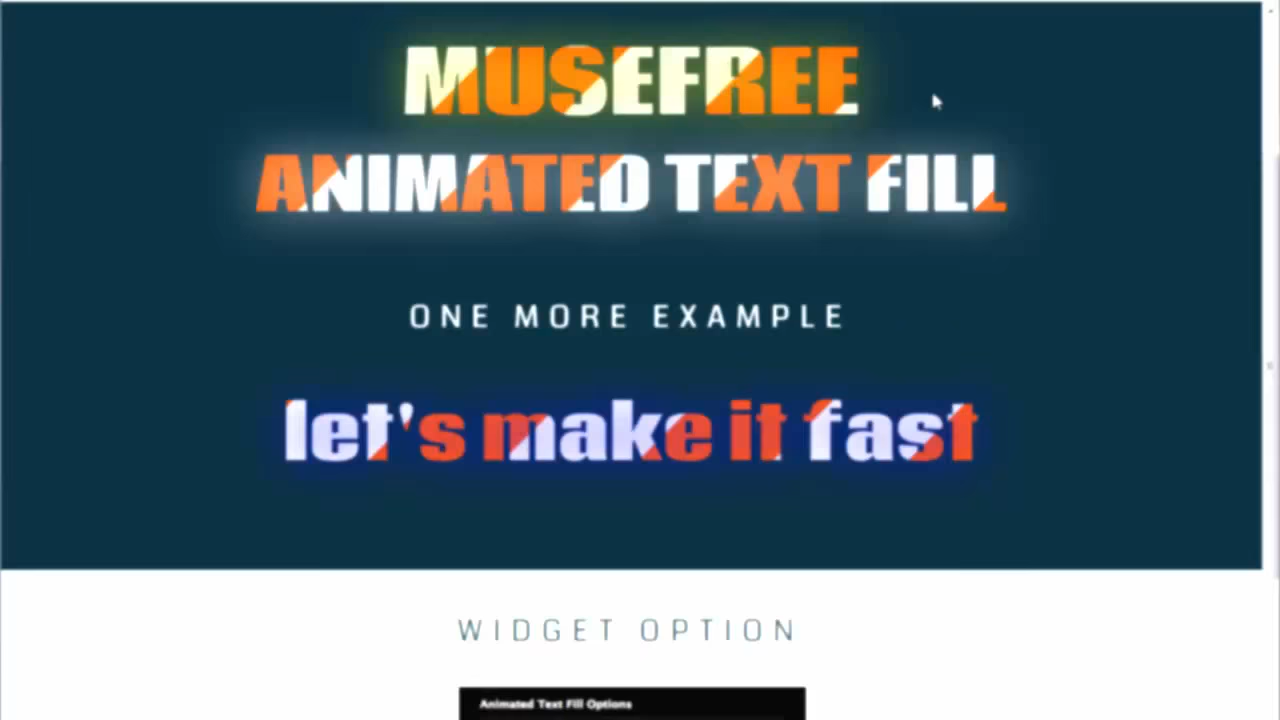 MUSEFREE
ANIMATED TEXT FILL
ONE MORE EXAMPLE
let's make it fast
WIDGET OPTION
Animated Text Fill Options